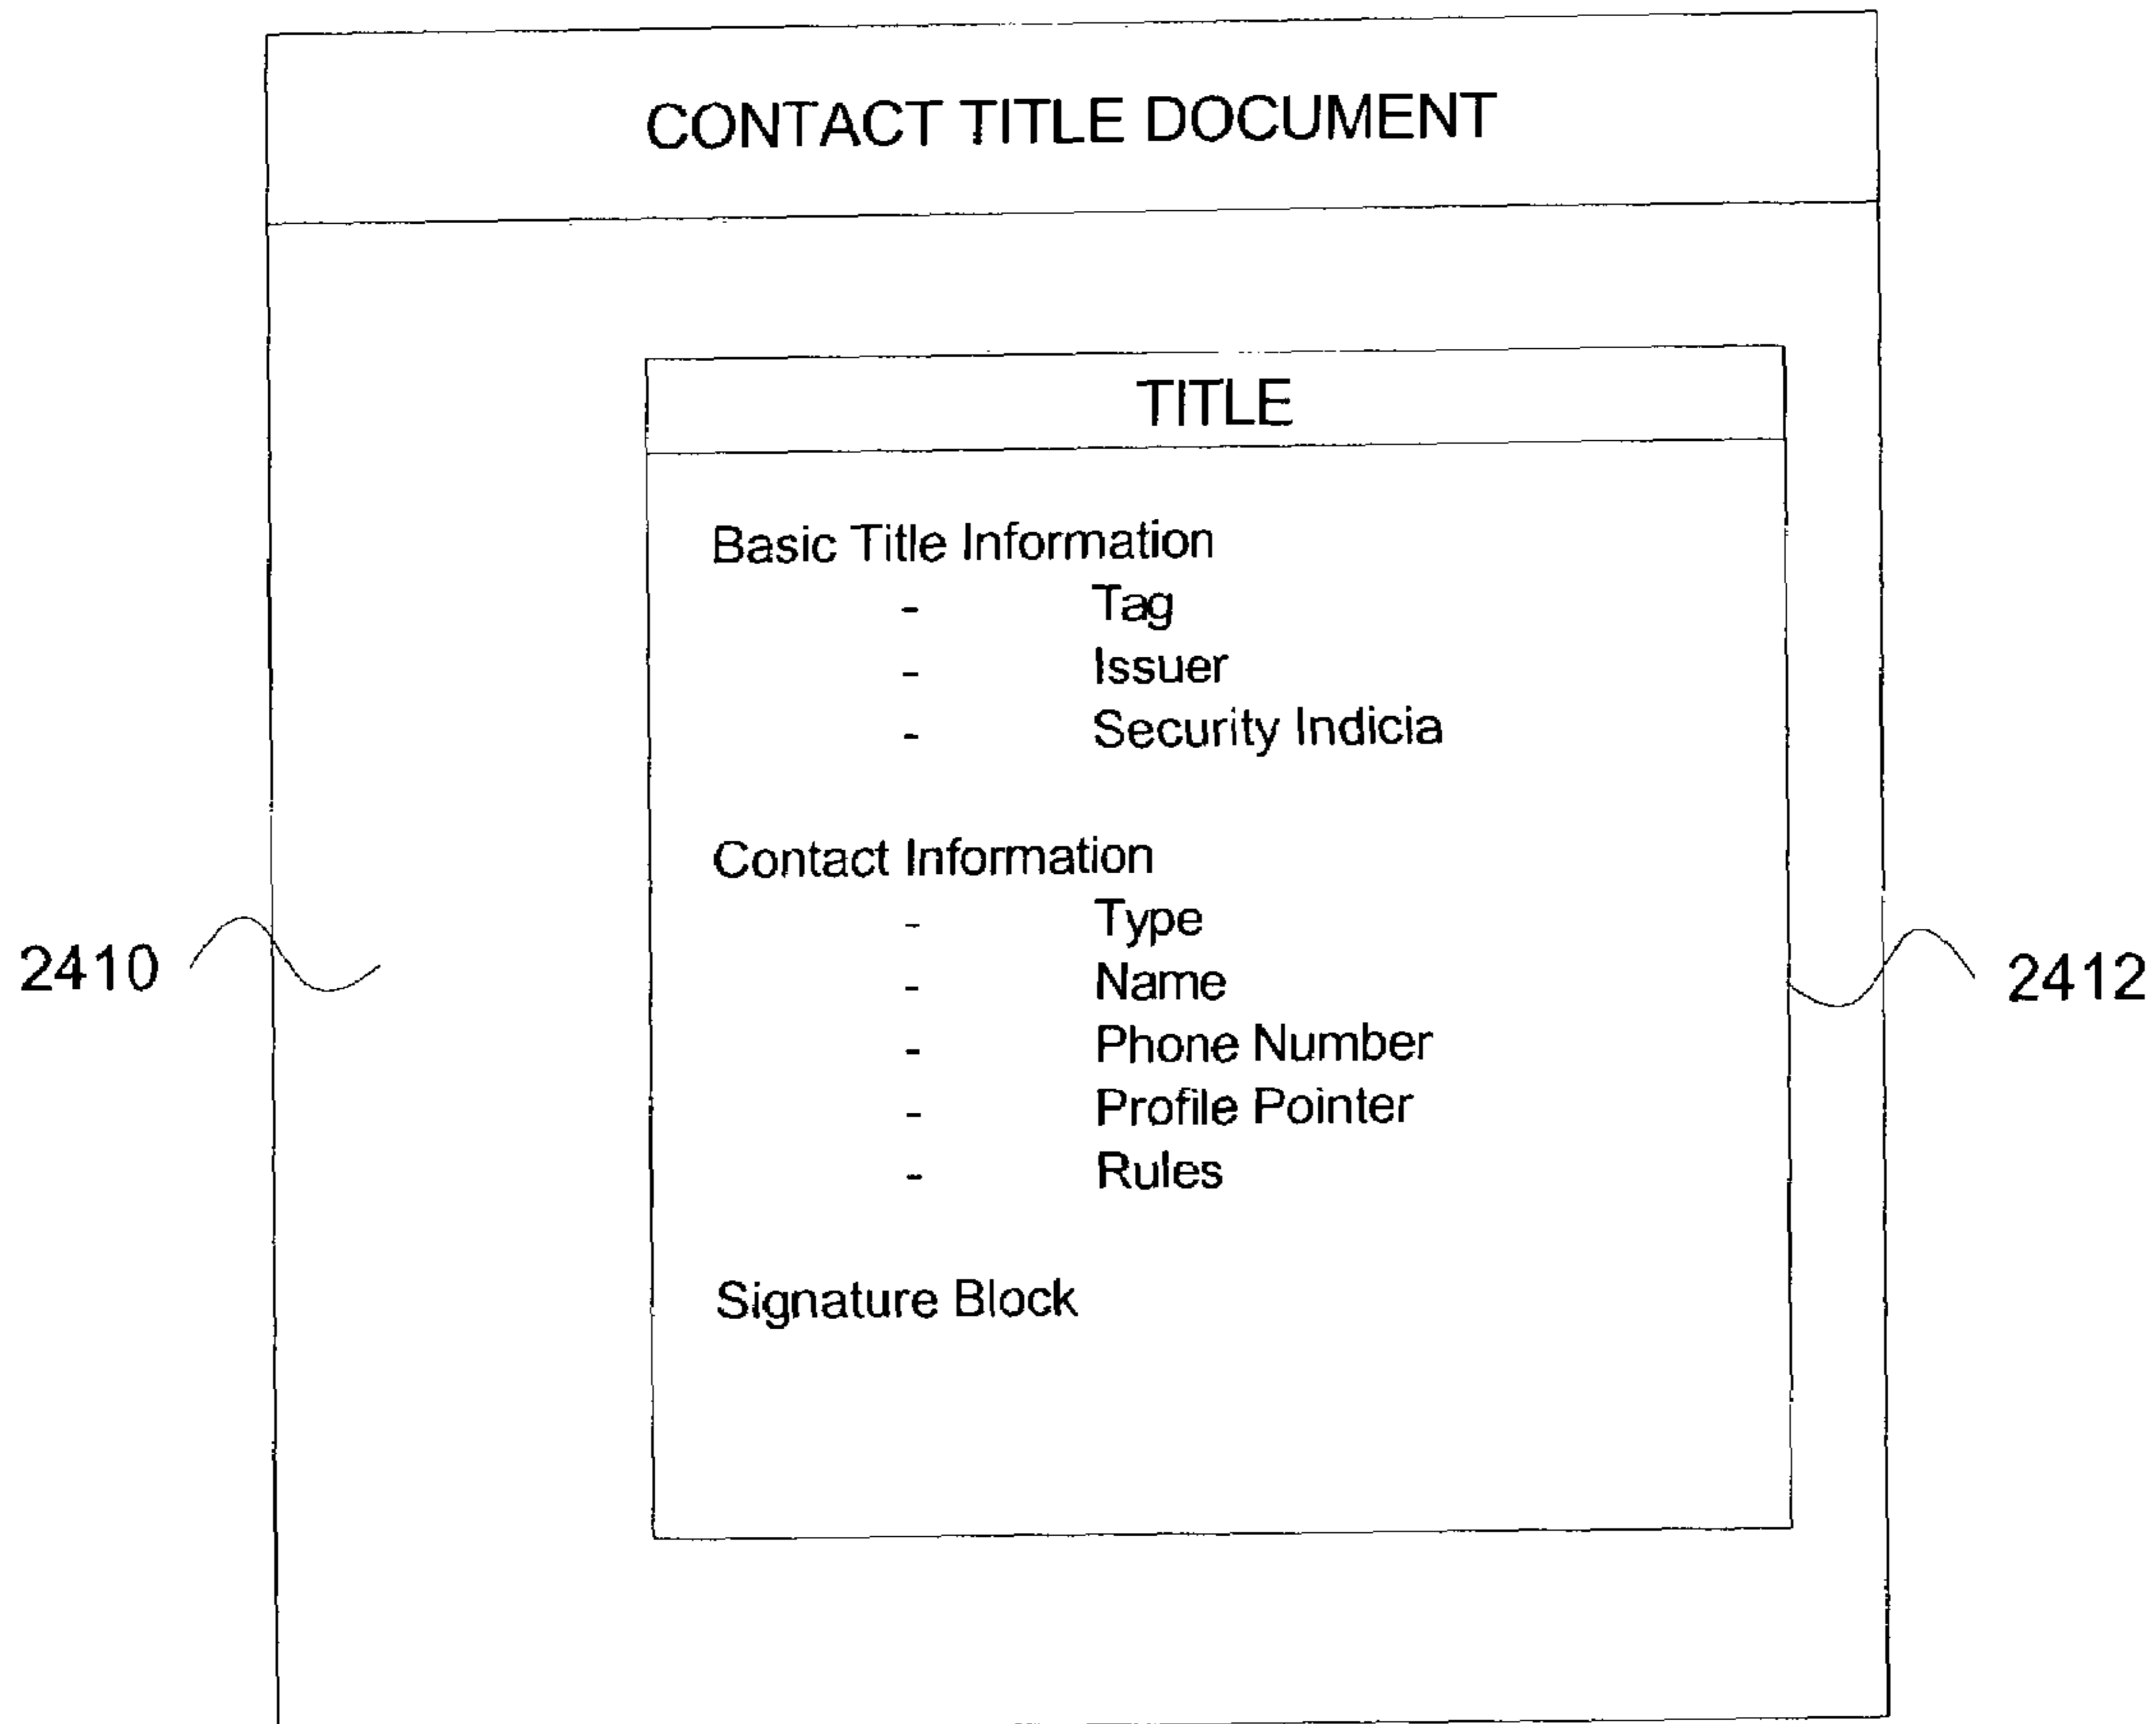 CONTACT TITLE DOCUMENT
TITLE
Basic Title Information
- Tag
- Issuer
- Security Indicia
Contact Information
- Type
- Name
2410
2412
- Phone Number
- Profile Pointer
- Rules
Signature Block